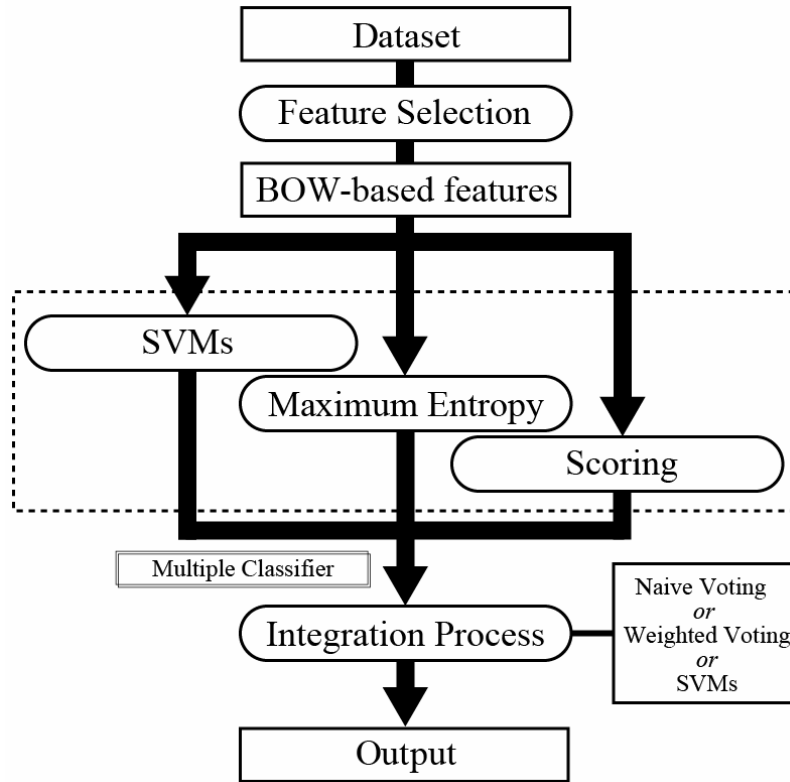 Dataset
Feature Selection
BOW-based features
SVMs
Maximum Entropy
Scoring
Multiple Classifier
Integration Process
Naive Voting
or
Weighted Voting
or
SVMs
Output